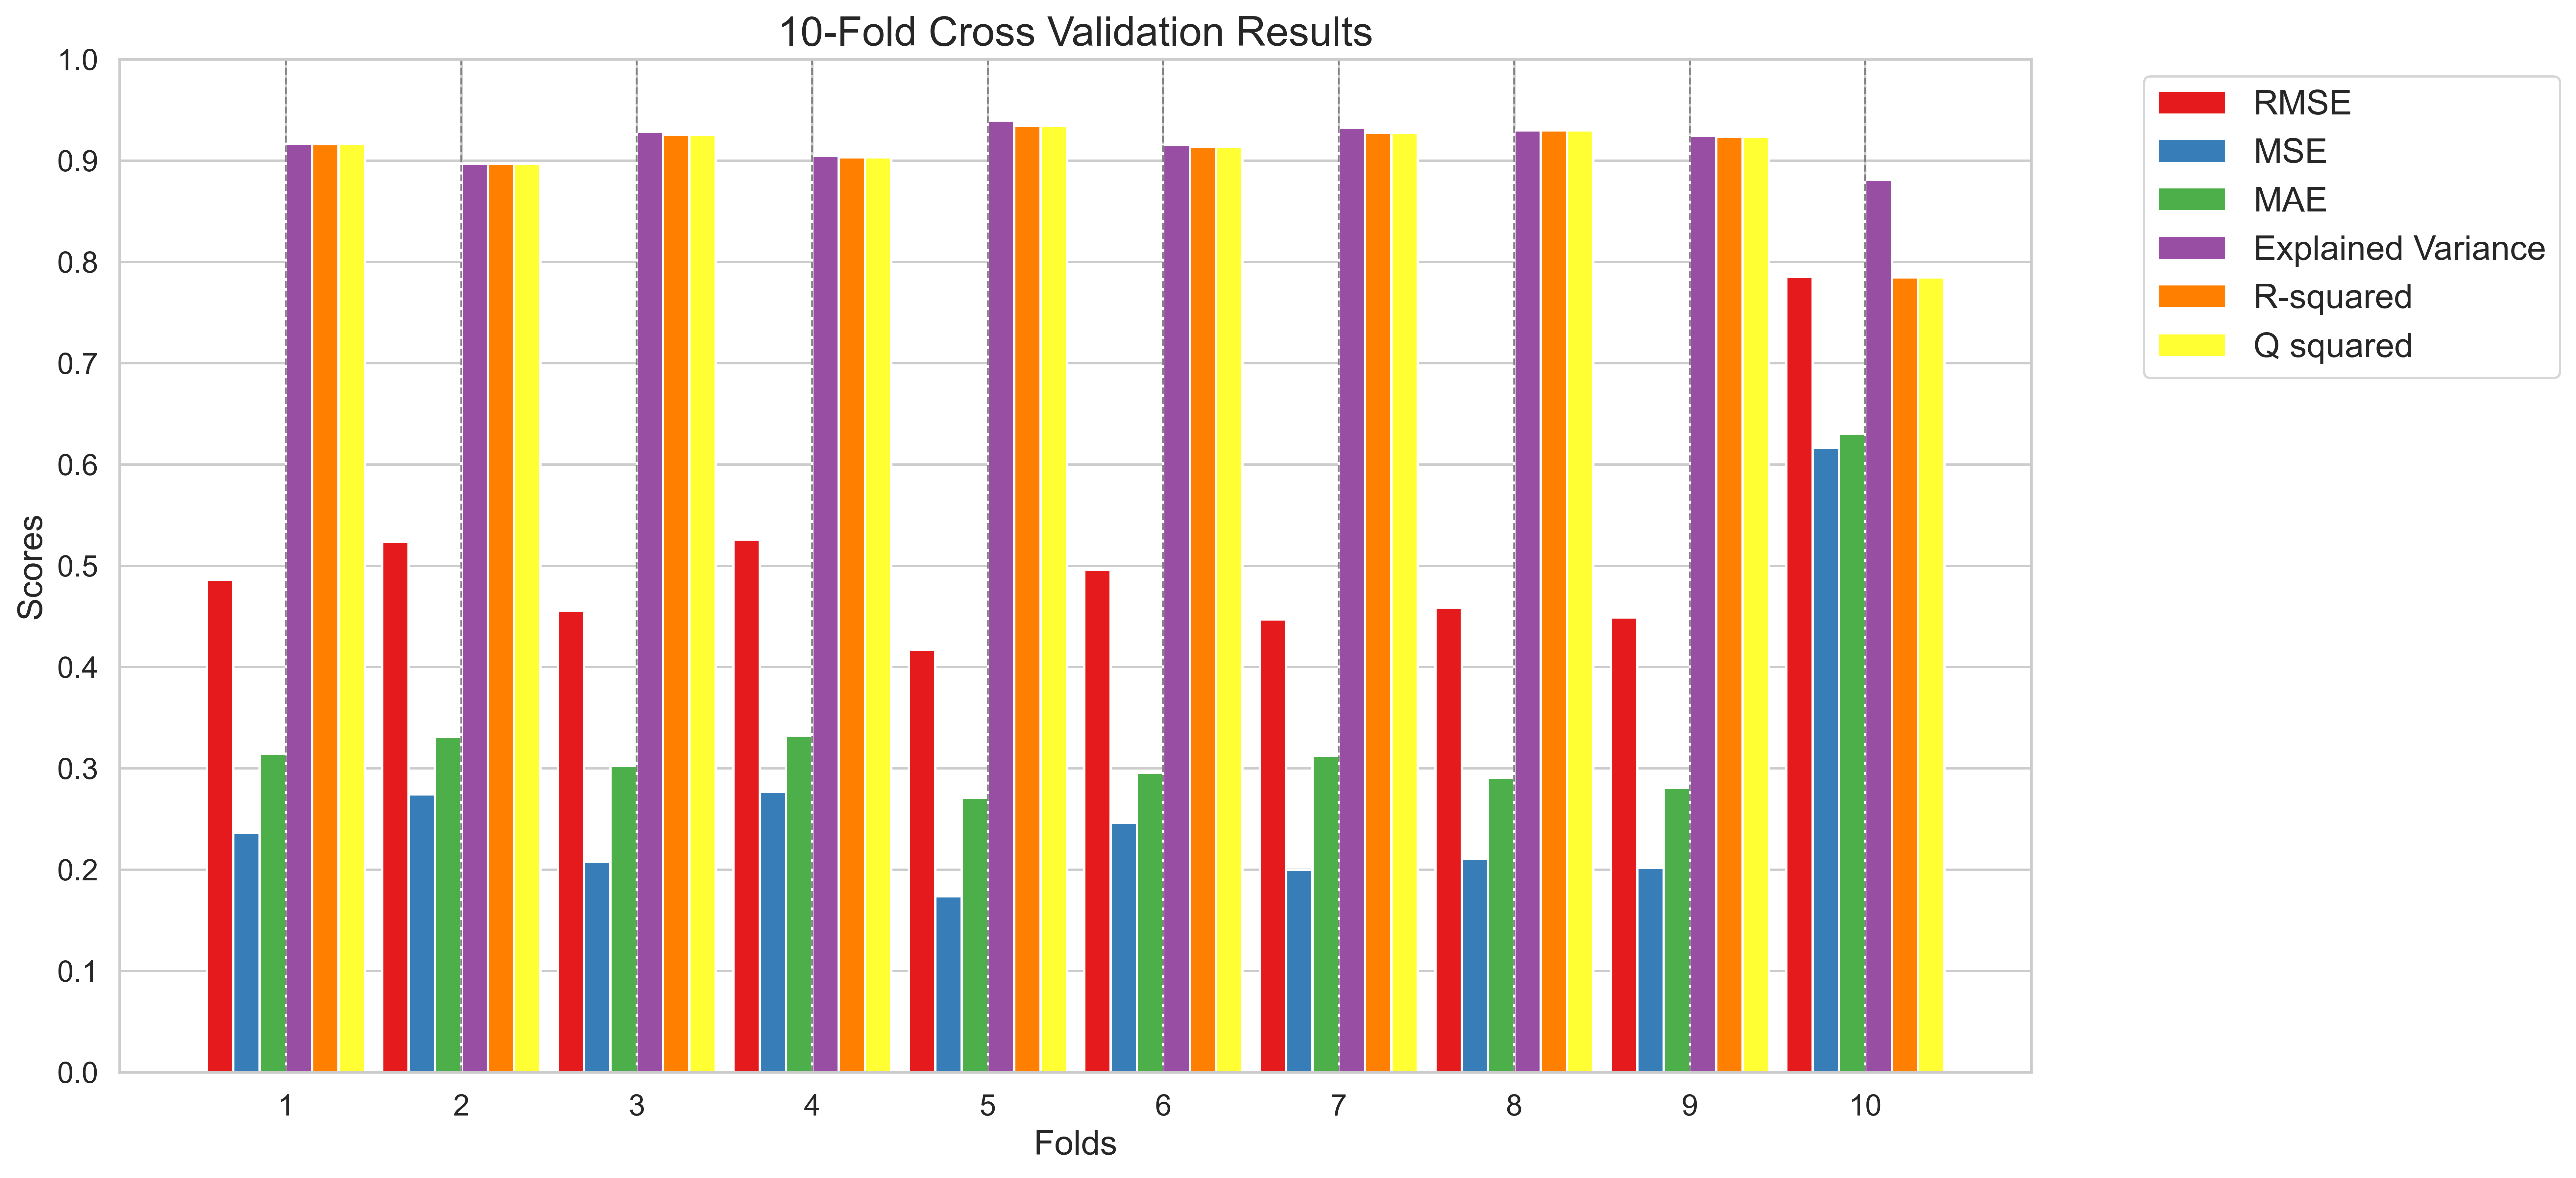 10-Fold Cross Validation Results
1.0
0.9
0.8
0.7
0.6
0.5
0.4
0.3
0.2
0.1
0.0
Scores
1 2 3 4 5 6 7 8 9 10
Folds
RMSE
MSE
MAE
Explained Variance
R-squared
Q squared